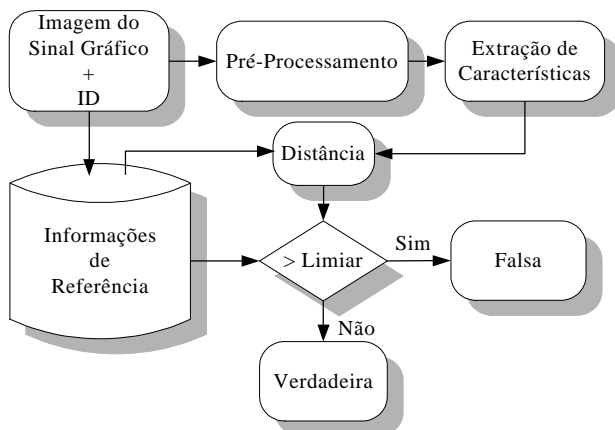 Imagem do
Sinal Gráfico
+
ID
Pré-Processamento
Extração de
Características
Distância
Informações
de
Referência
> Limiar
Sim
Falsa
Não
Verdadeira